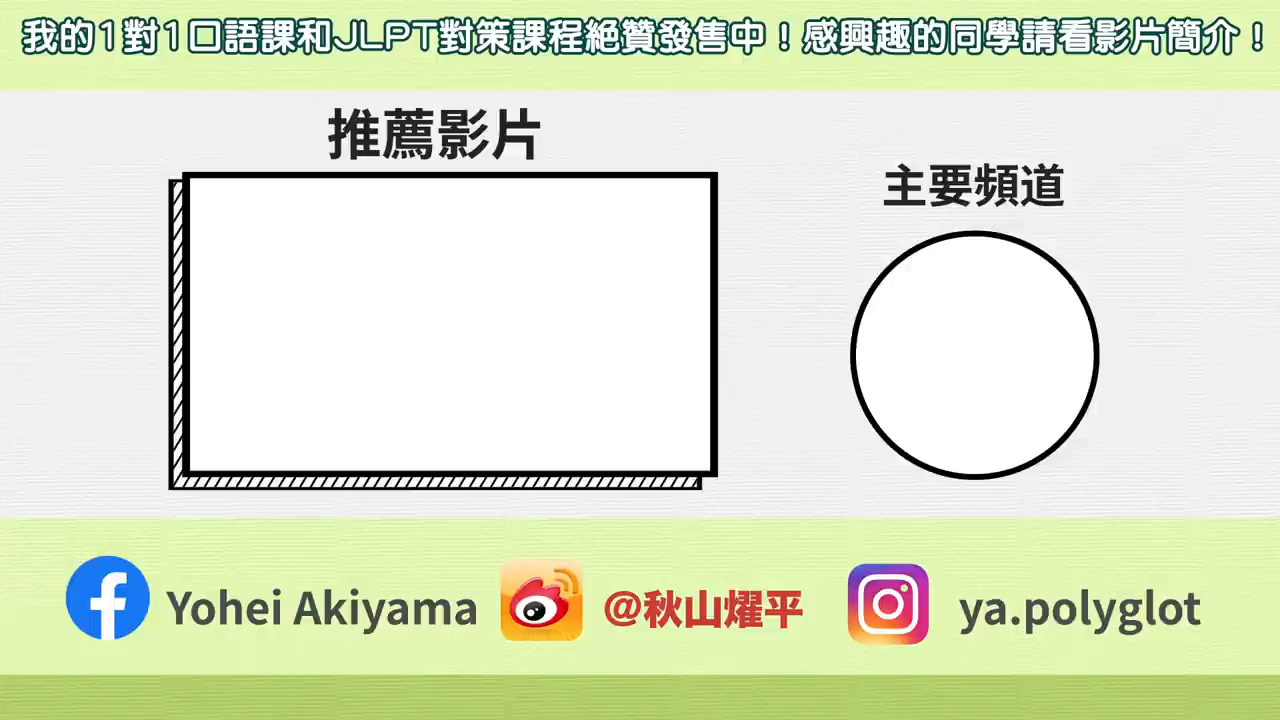 我的1對1口語課和JLPT對策課程絶贊發售中！感興趣的同學請看影片簡介！
推薦影片
主要頻道
Yohei Akiyama
@秋山燿平
ya.polyglot